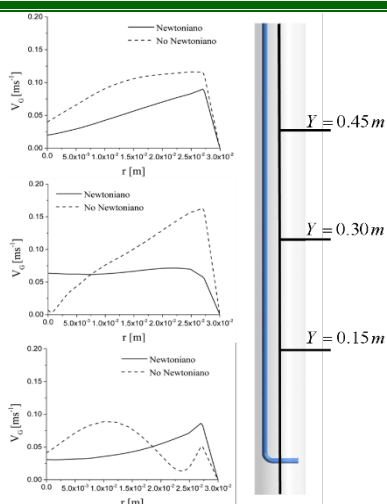 0.20
Newtoniano
No Newtoniano
0.15
0.10
0.05
0.00
V_G [ms⁻¹]
0.0 5.0x10⁻³ 1.0x10⁻² 1.5x10⁻² 2.0x10⁻² 2.5x10⁻² 3.0x10⁻²
r [m]
0.20
Newtoniano
No Newtoniano
0.15
0.10
0.05
0.00
V_G [ms⁻¹]
0.0 5.0x10⁻³ 1.0x10⁻² 1.5x10⁻² 2.0x10⁻² 2.5x10⁻² 3.0x10⁻²
r [m]
0.20
Newtoniano
No Newtoniano
0.15
0.10
0.05
0.00
V_G [ms⁻¹]
0.0 5.0x10⁻³ 1.0x10⁻² 1.5x10⁻² 2.0x10⁻² 2.5x10⁻² 3.0x10⁻²
r [m]
Y = 0.45m
Y = 0.30m
Y = 0.15m